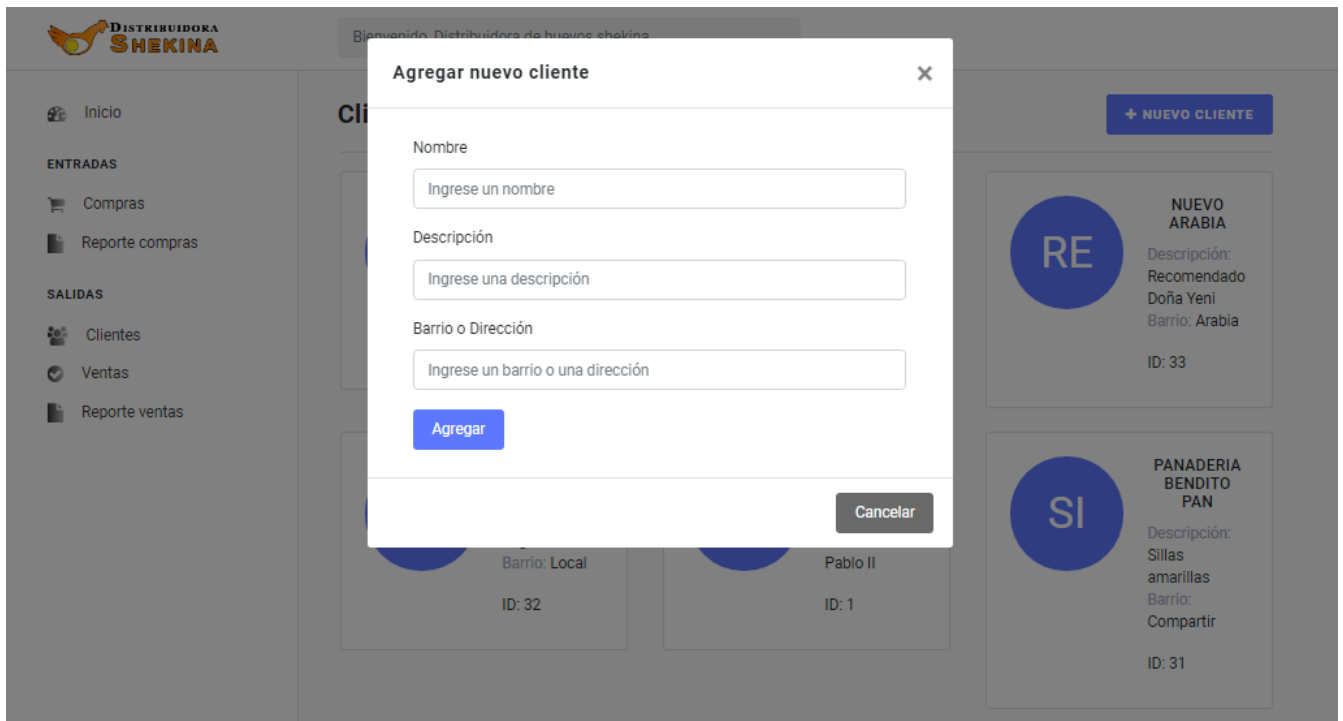 DISTRIBUIDORA
SHEKINA
Bienvenido, Distribuidora de huevos shekina
Inicio
ENTRADAS
Compras
Reporte compras
SALIDAS
Clientes
Ventas
Reporte ventas
Cli
+ NUEVO CLIENTE
Agregar nuevo cliente
×
Nombre
Ingrese un nombre
Descripción
Ingrese una descripción
Barrio o Dirección
Ingrese un barrio o una dirección
Agregar
Cancelar
RE
NUEVO
ARABIA
Descripción:
Recomendado
Doña Yeni
Barrio: Arabia
ID: 33
Barrio: Local
ID: 32
Pablo II
ID: 1
SI
PANADERIA
BENDITO
PAN
Descripción:
Sillas
amarillas
Barrio:
Compartir
ID: 31